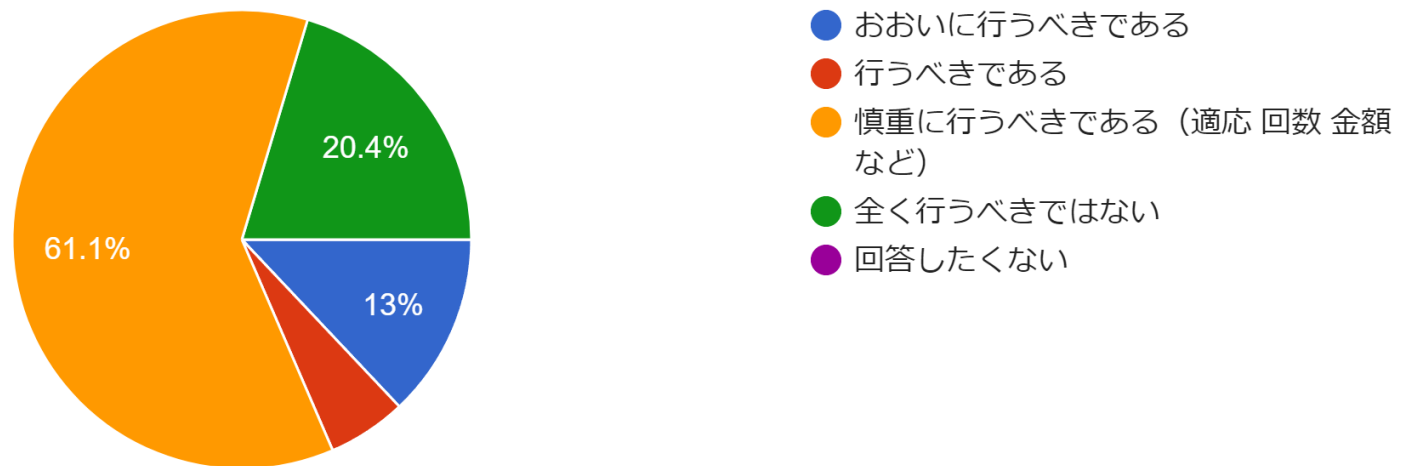 おおいに行うべきである
行うべきである
慎重に行うべきである（適応 回数 金額
など）
全く行うべきではない
回答したくない
20.4%
61.1%
13%